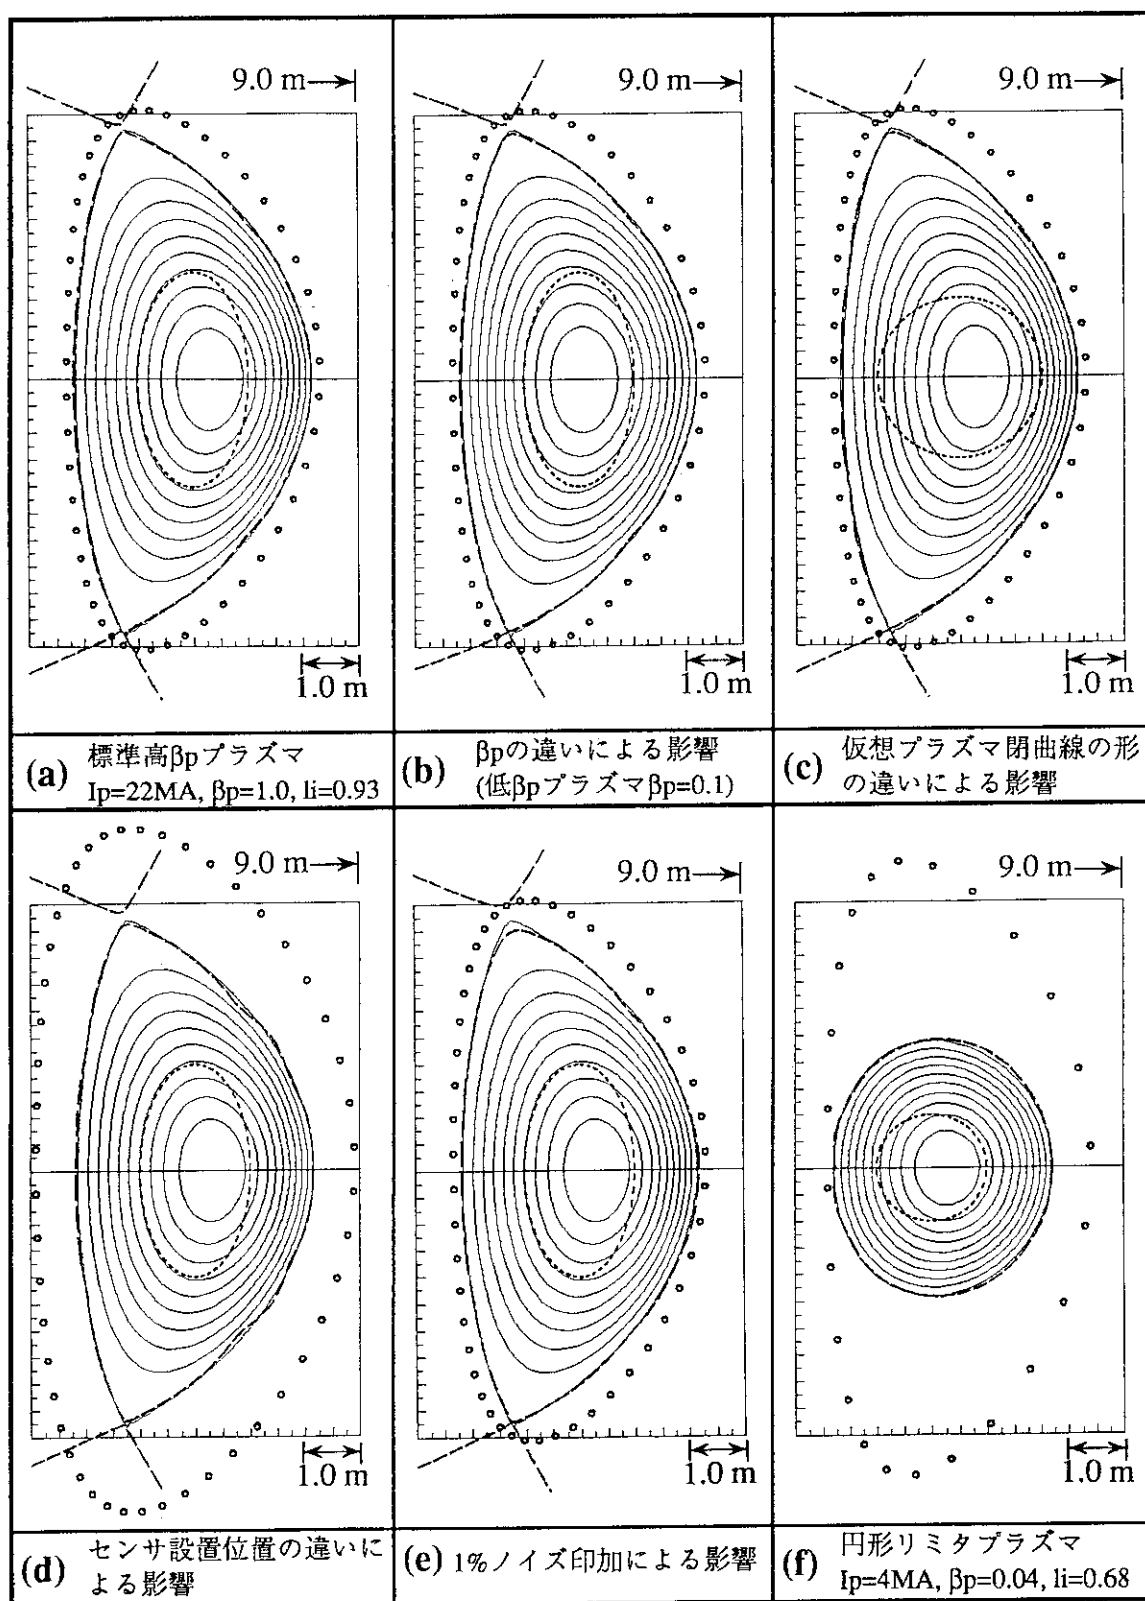 9.0 m
1.0 m
(a) 標準高βpプラズマ
Ip=22MA, βp=1.0, li=0.93
9.0 m
1.0 m
(b) βpの違いによる影響
(低βpプラズマβp=0.1)
9.0 m
1.0 m
(c) 仮想プラズマ閉曲線の形
の違いによる影響
9.0 m
1.0 m
(d) センサ設置位置の違いに
よる影響
9.0 m
1.0 m
(e) 1%ノイズ印加による影響
9.0 m
1.0 m
(f) 円形リミタプラズマ
Ip=4MA, βp=0.04, li=0.68